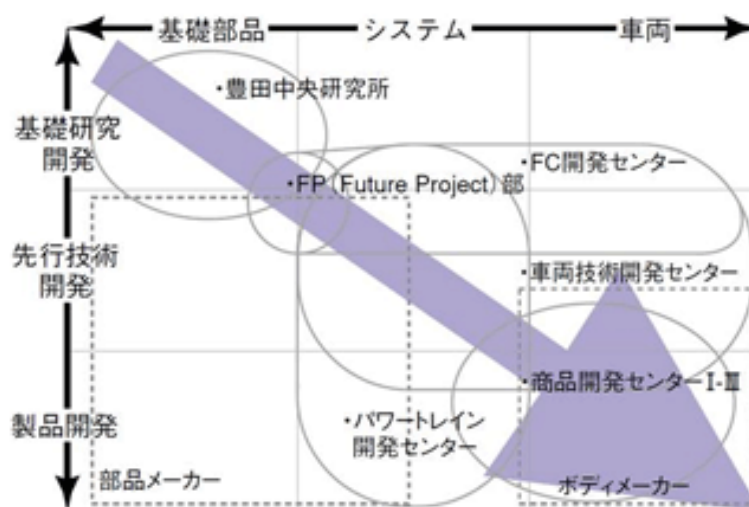 基礎部品 システム 車両
・豊田中央研究所
基礎研究
開発
・FC開発センター
・FP(Future Project)部
先行技術
開発
・車両技術開発センター
・商品開発センターI-Ⅲ
製品開発
・パワートレイン
開発センター
部品メーカー
ボディメーカー